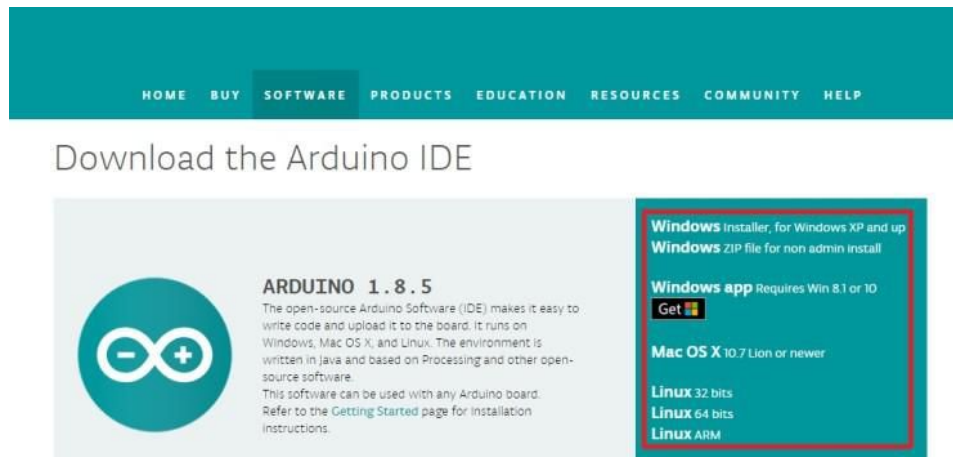 HOME BUY SOFTWARE PRODUCTS EDUCATION RESOURCES COMMUNITY HELP
Download the Arduino IDE
ARDUINO 1.8.5
The open-source Arduino Software (IDE) makes it easy to
write code and upload it to the board. It runs on
Windows, Mac OS X, and Linux. The environment is
written in Java and based on Processing and other open-
source software.
This software can be used with any Arduino board.
Refer to the Getting Started page for Installation
instructions.
Windows Installer, for Windows XP and up
Windows ZIP file for non admin install
Windows app Requires Win 8.1 or 10
Get
Mac OS X 10.7 Lion or newer
Linux 32 bits
Linux 64 bits
Linux ARM